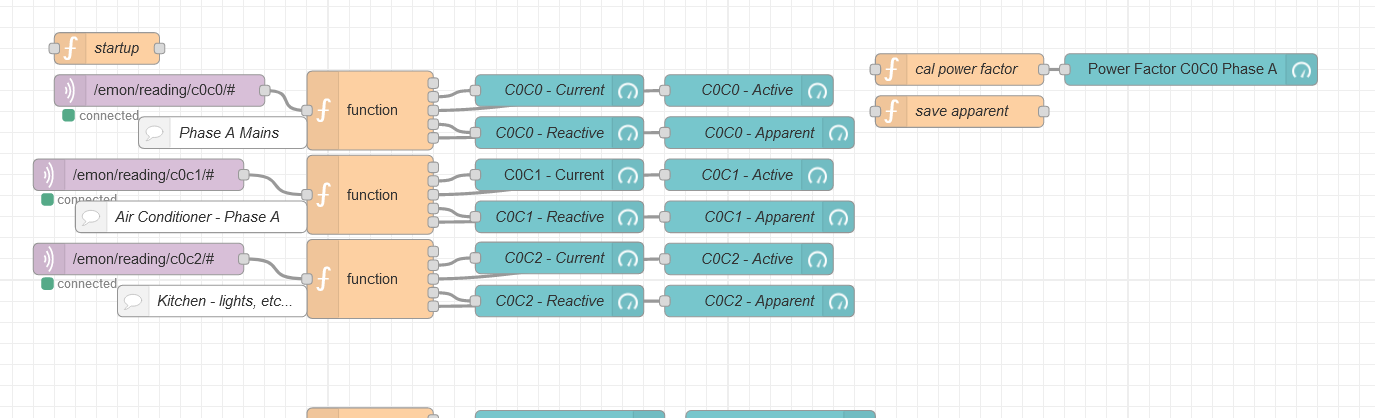 startup
/emon/reading/c0c0/#
connected
Phase A Mains
function
C0C0 - Current
C0C0 - Active
C0C0 - Reactive
C0C0 - Apparent
cal power factor
Power Factor C0C0 Phase A
save apparent
/emon/reading/c0c1/#
connected
Air Conditioner - Phase A
function
C0C1 - Current
C0C1 - Active
C0C1 - Reactive
C0C1 - Apparent
/emon/reading/c0c2/#
connected
Kitchen - lights, etc...
function
C0C2 - Current
C0C2 - Active
C0C2 - Reactive
C0C2 - Apparent